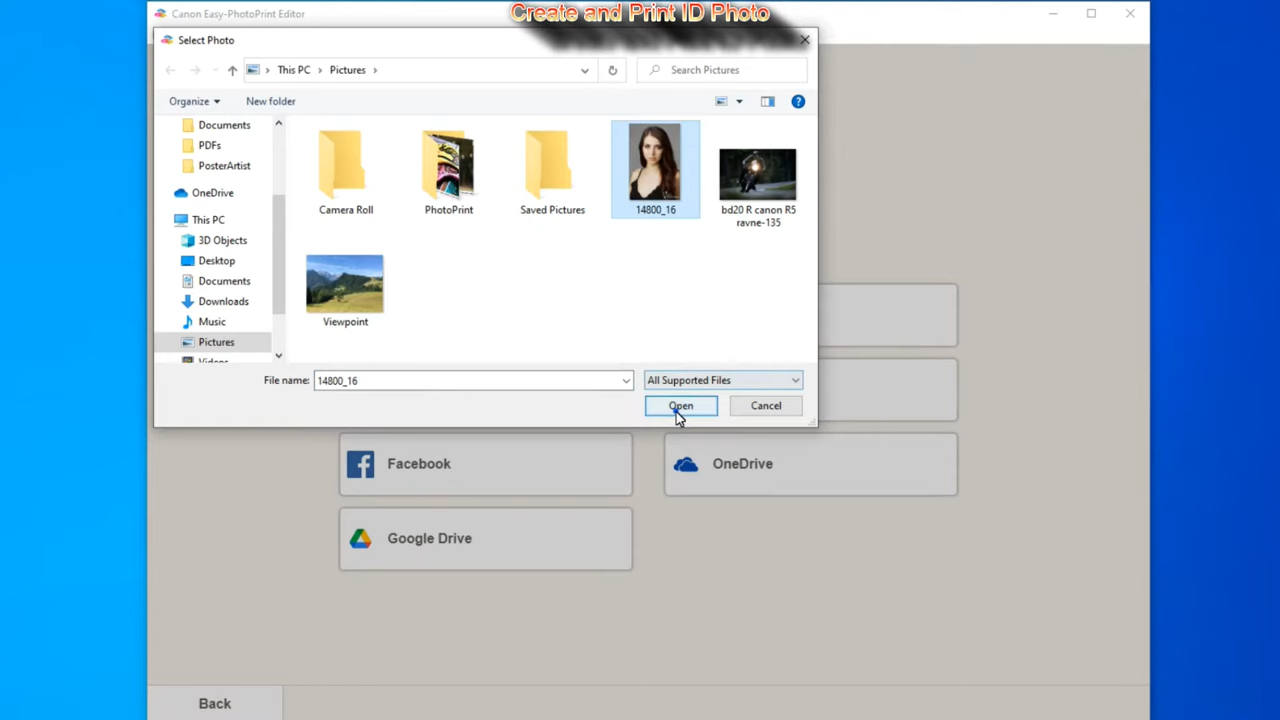 Canon Easy-PhotoPrint Editor
Create and Print ID Photo
Select Photo
This PC > Pictures >
Search Pictures
Organize
New folder
Documents
PDFs
PosterArtist
OneDrive
This PC
3D Objects
Desktop
Documents
Downloads
Music
Pictures
Videos
Camera Roll
PhotoPrint
Saved Pictures
14800_16
bd20 R canon R5
ravne-135
Viewpoint
File name: 14800_16
All Supported Files
Open
Cancel
Facebook
OneDrive
Google Drive
Back